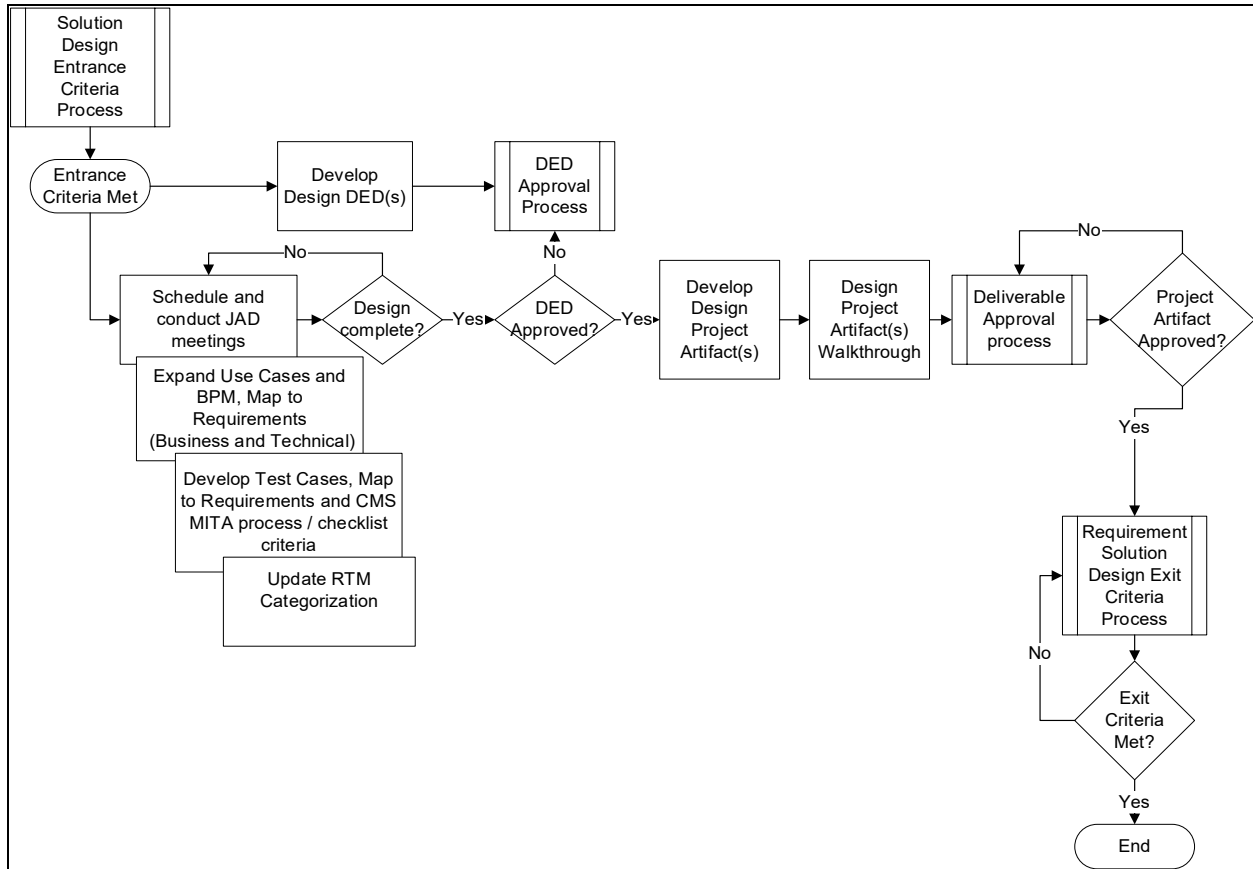 Solution
Design
Entrance
Criteria
Process
Entrance
Criteria Met
Develop
Design DED(s)
DED
Approval
Process
No
Schedule and
conduct JAD
meetings
Design
complete?
Yes
No
DED
Approved?
Yes
Develop
Design
Project
Artifact(s)
Design
Project
Artifact(s)
Walkthrough
Deliverable
Approval
process
No
Project
Artifact
Approved?
Expand Use Cases and
BPM, Map to
Requirements
(Business and Technical)
Develop Test Cases, Map
to Requirements and CMS
MITA process / checklist
criteria
Update RTM
Categorization
Yes
Requirement
Solution
Design Exit
Criteria
Process
No
Exit
Criteria
Met?
Yes
End